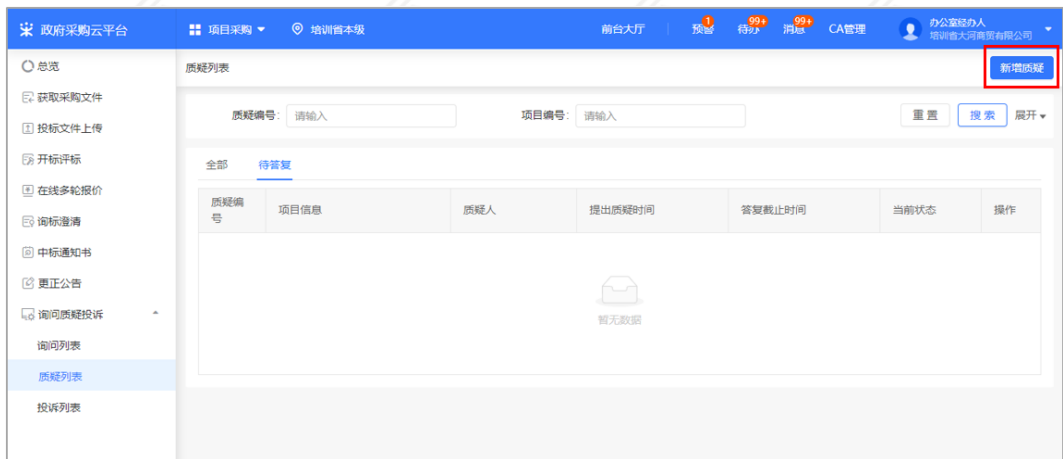 政府采购云平台
项目采购
培训省本级
前台大厅
预警
1
待办
99+
消息
99+
CA管理
办公室经办人
培训省大河商贸有限公司
总览
获取采购文件
投标文件上传
开标评标
在线多轮报价
询标澄清
中标通知书
更正公告
询问质疑投诉
询问列表
质疑列表
投诉列表
质疑列表
新增质疑
质疑编号: 请输入
项目编号: 请输入
重置
搜索
展开
全部
待答复
质疑编
号
项目信息
质疑人
提出质疑时间
答复截止时间
当前状态
操作
暂无数据